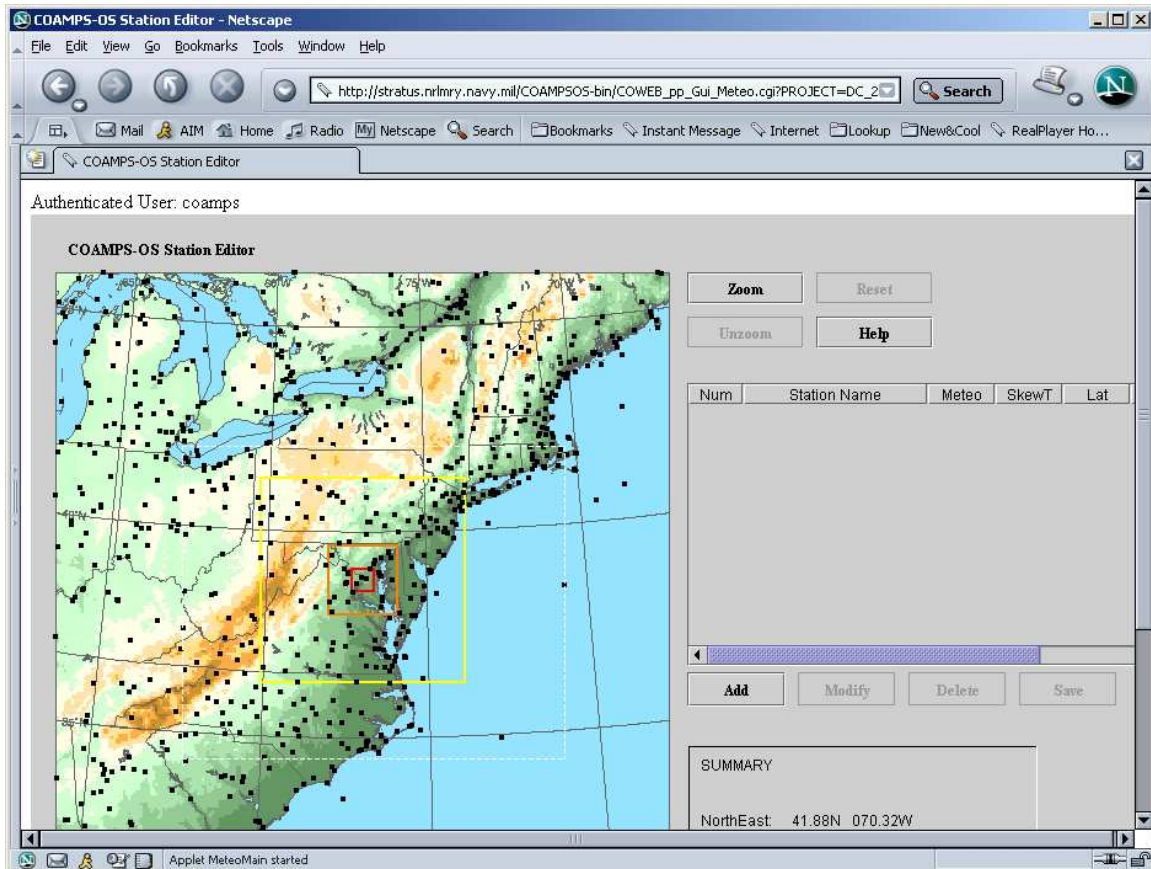 COAMPS-OS Station Editor - Netscape
File Edit View Go Bookmarks Tools Window Help
http://stratus.nrlmry.navy.mil/COAMPSOS-bin/COWEB_pp_Gui_Meteo.cgi?PROJECT=DC_2 Search
Mail AIM Home Radio My Netscape Search Bookmarks Instant Message Internet Lookup New&Cool RealPlayer Ho...
COAMPS-OS Station Editor
Authenticated User: coamps
COAMPS-OS Station Editor
75°W
40°N
35°N
Zoom Reset
Unzoom Help
Num Station Name Meteo SkewT Lat
Add Modify Delete Save
SUMMARY
NorthEast: 41.88N 070.32W
Applet MeteoMain started